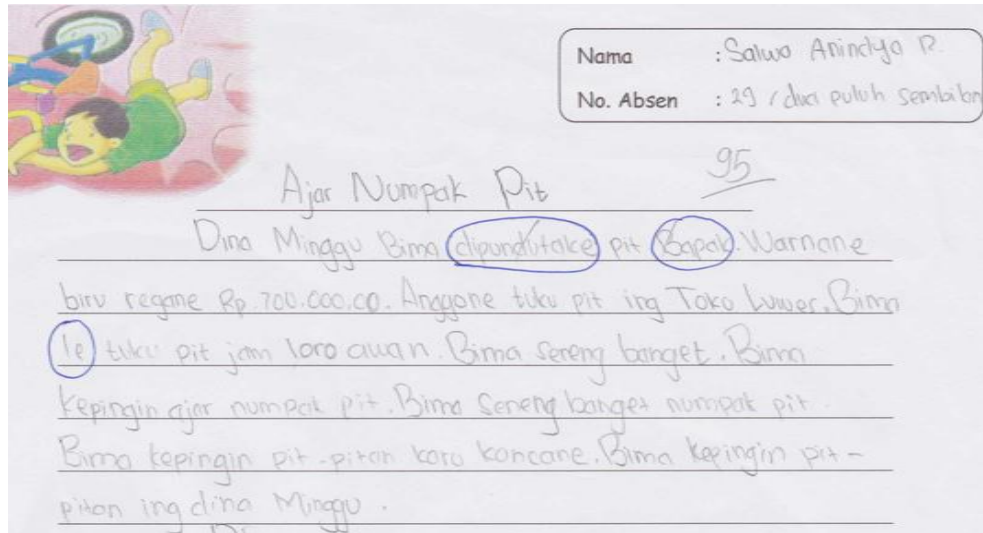 Nama : Salwa Anindya R.
No. Absen : 29 / dua puluh sembilan
95
Ajar Numpak Pit
Dina Minggu Bima dipundutake pit Bapak. Warnane
biru regane Rp. 700.000,00. Anggone tuku pit ing Toko Luwes. Bima
le tuku pit jam loro awan. Bima seneng banget. Bima
kepingin ajar numpak pit. Bima seneng banget numpak pit.
Bima kepingin pit-pitan karo kancane. Bima kepingin pit-
pitan ing dina Minggu.